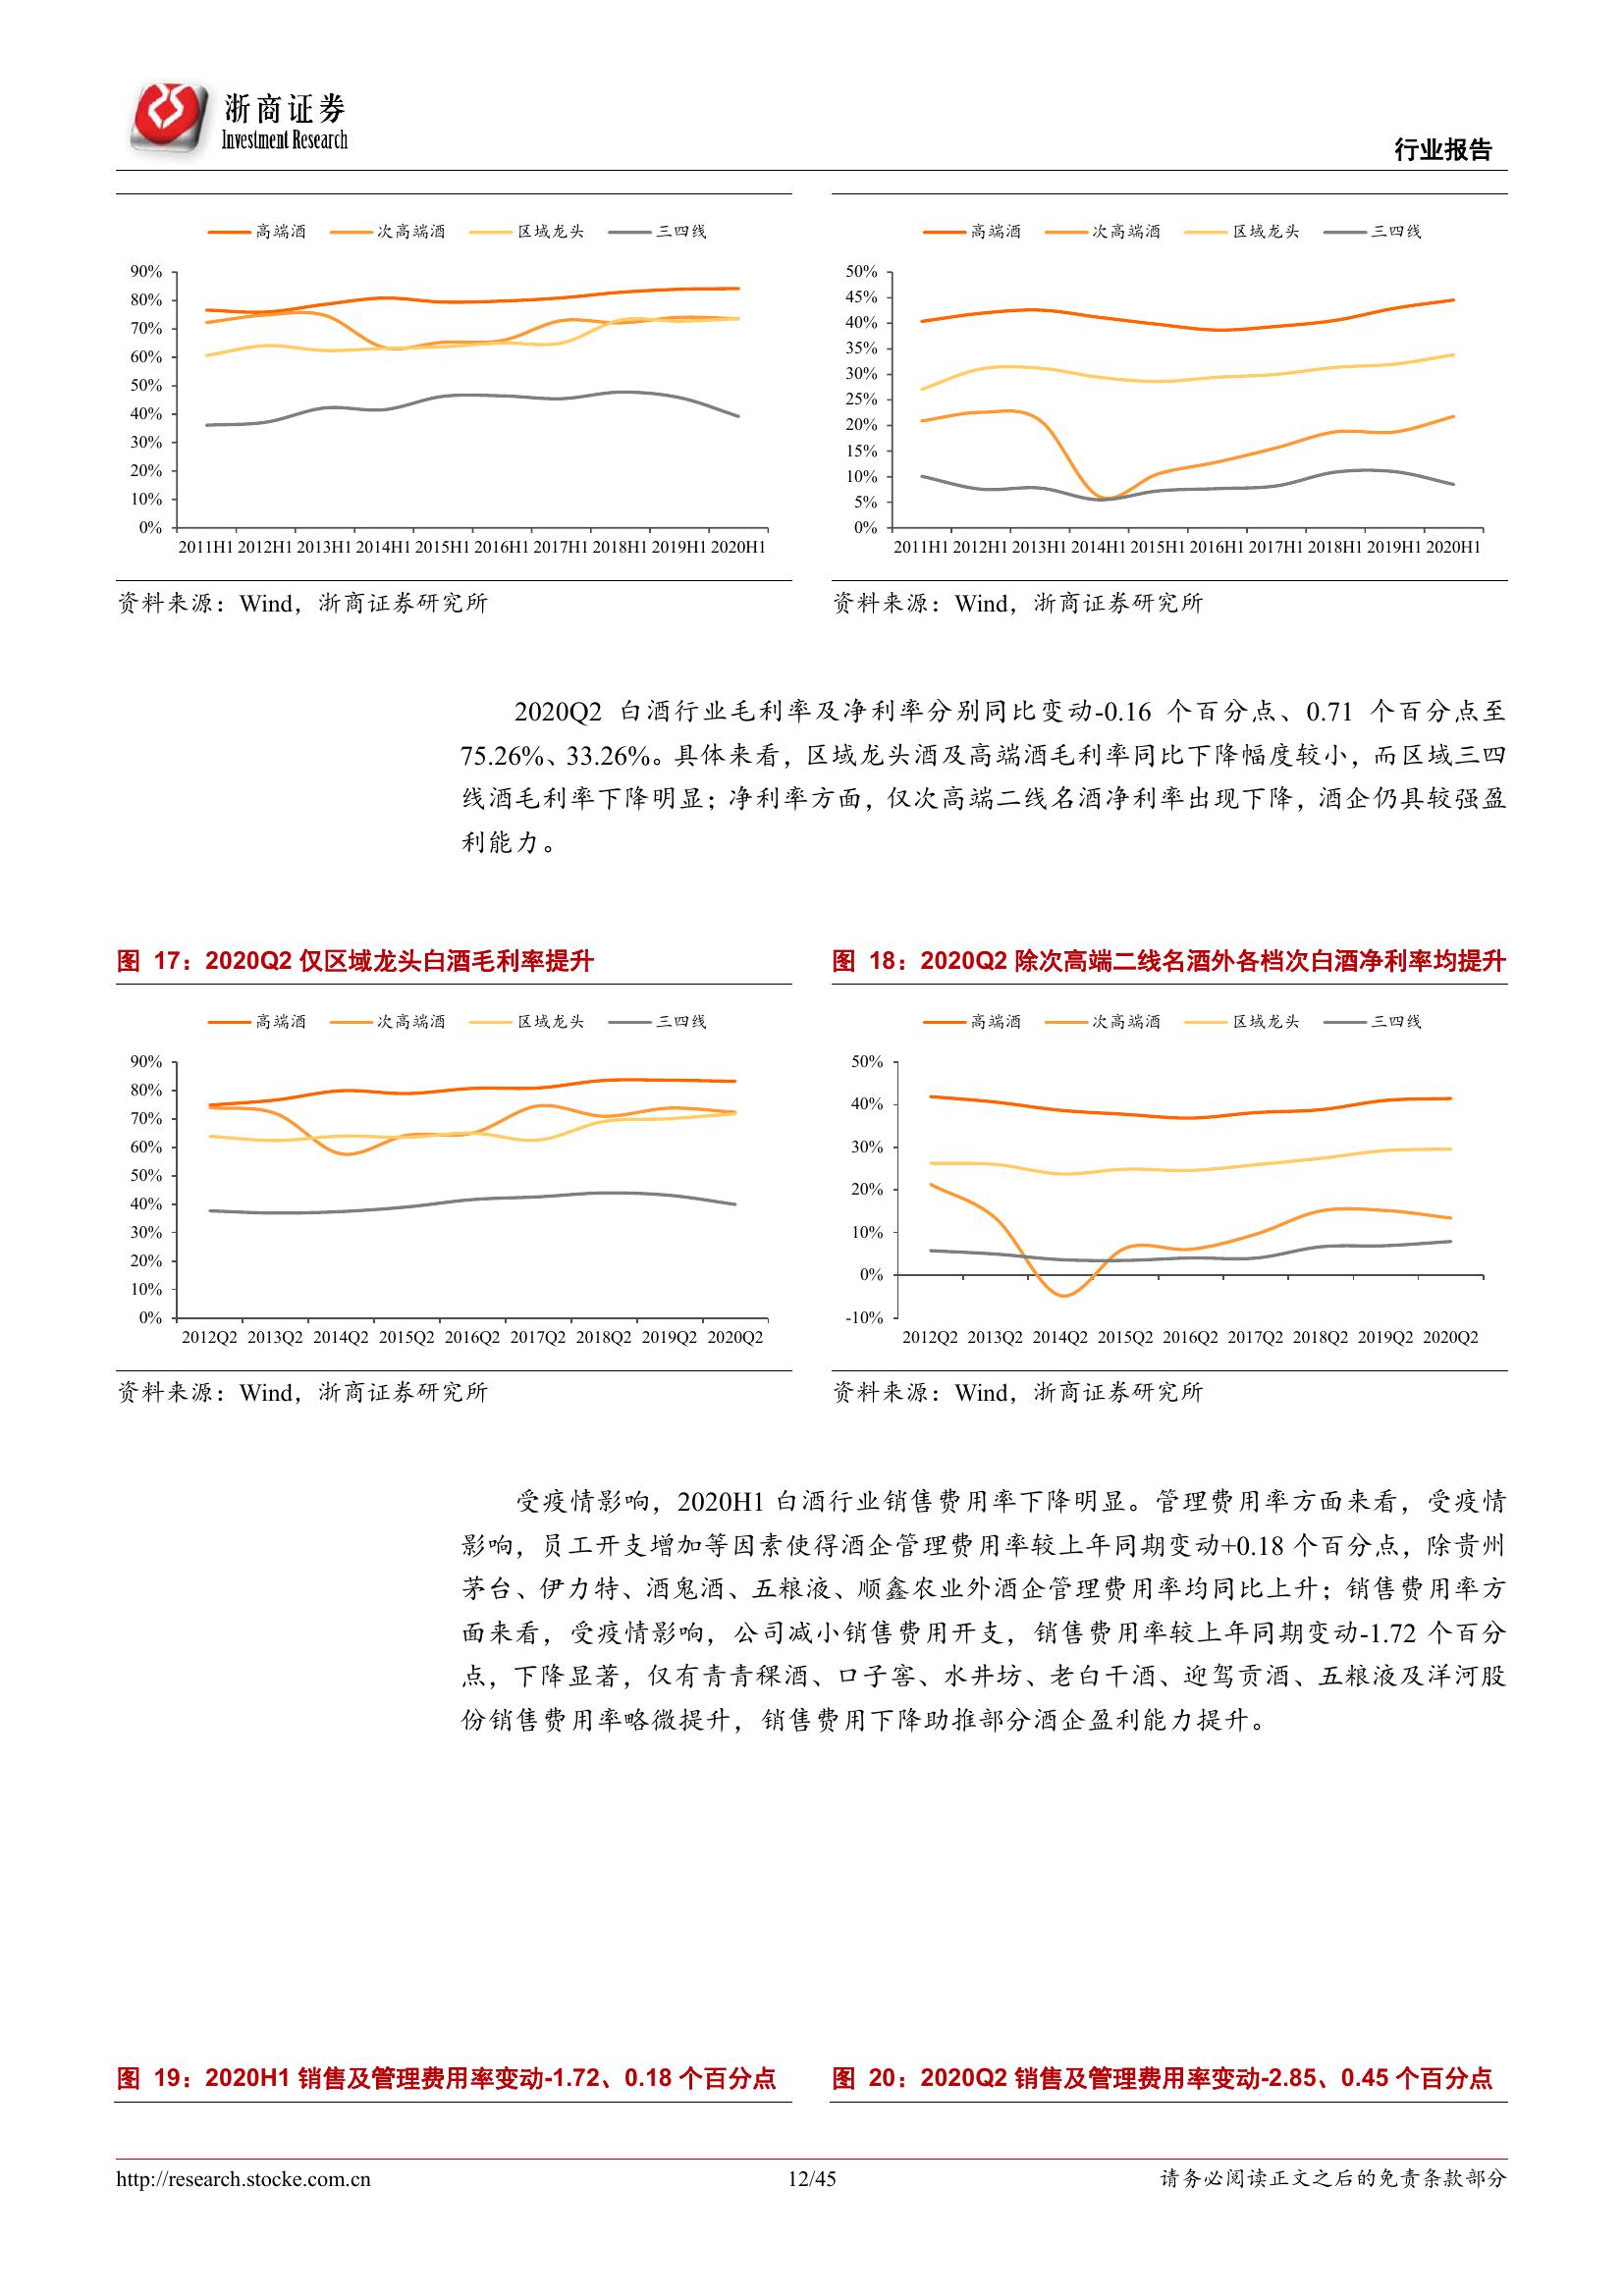 浙商证券
Investment Research
行业报告
高端酒 次高端酒 区域龙头 三四线
90%
80%
70%
60%
50%
40%
30%
20%
10%
0%
2011H1 2012H1 2013H1 2014H1 2015H1 2016H1 2017H1 2018H1 2019H1 2020H1
资料来源：Wind，浙商证券研究所
高端酒 次高端酒 区域龙头 三四线
50%
45%
40%
35%
30%
25%
20%
15%
10%
5%
0%
2011H1 2012H1 2013H1 2014H1 2015H1 2016H1 2017H1 2018H1 2019H1 2020H1
资料来源：Wind，浙商证券研究所
2020Q2 白酒行业毛利率及净利率分别同比变动-0.16 个百分点、0.71 个百分点至
75.26%、33.26%。具体来看，区域龙头酒及高端酒毛利率同比下降幅度较小，而区域三四
线酒毛利率下降明显；净利率方面，仅次高端二线名酒净利率出现下降，酒企仍具较强盈
利能力。
图 17：2020Q2 仅区域龙头白酒毛利率提升
高端酒 次高端酒 区域龙头 三四线
90%
80%
70%
60%
50%
40%
30%
20%
10%
0%
2012Q2 2013Q2 2014Q2 2015Q2 2016Q2 2017Q2 2018Q2 2019Q2 2020Q2
资料来源：Wind，浙商证券研究所
图 18：2020Q2 除次高端二线名酒外各档次白酒净利率均提升
高端酒 次高端酒 区域龙头 三四线
50%
40%
30%
20%
10%
0%
-10%
2012Q2 2013Q2 2014Q2 2015Q2 2016Q2 2017Q2 2018Q2 2019Q2 2020Q2
资料来源：Wind，浙商证券研究所
受疫情影响，2020H1 白酒行业销售费用率下降明显。管理费用率方面来看，受疫情
影响，员工开支增加等因素使得酒企管理费用率较上年同期变动+0.18 个百分点，除贵州
茅台、伊力特、酒鬼酒、五粮液、顺鑫农业外酒企管理费用率均同比上升；销售费用率方
面来看，受疫情影响，公司减小销售费用开支，销售费用率较上年同期变动-1.72 个百分
点，下降显著，仅有青青稞酒、口子窖、水井坊、老白干酒、迎驾贡酒、五粮液及洋河股
份销售费用率略微提升，销售费用下降助推部分酒企盈利能力提升。
图 19：2020H1 销售及管理费用率变动-1.72、0.18 个百分点
图 20：2020Q2 销售及管理费用率变动-2.85、0.45 个百分点
http://research.stocke.com.cn
12/45
请务必阅读正文之后的免责条款部分